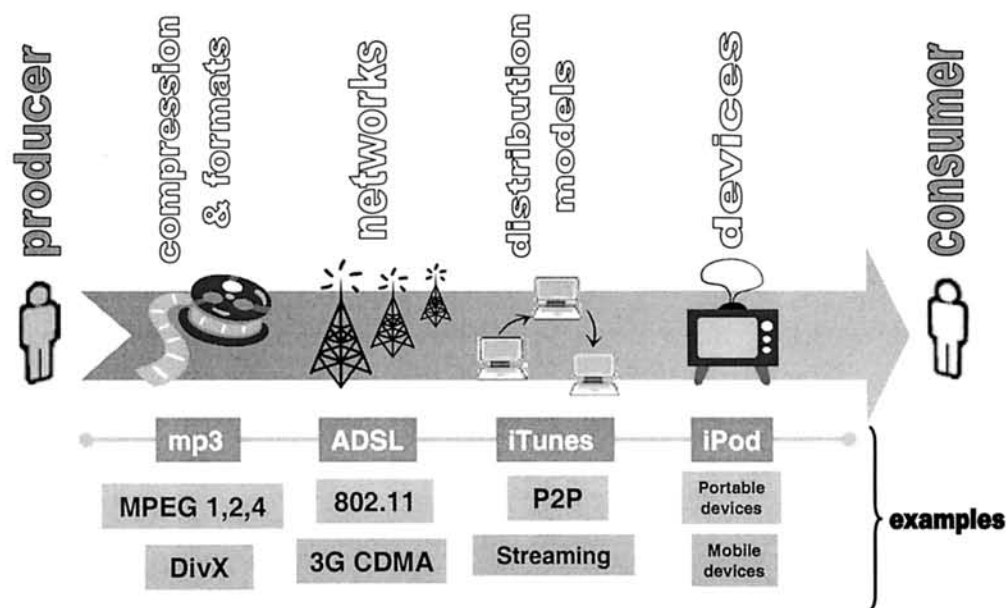 producer
compression
& formats
networks
distribution
models
devices
consumer
mp3
ADSL
iTunes
iPod
MPEG 1,2,4
802.11
P2P
Portable
devices
DivX
3G CDMA
Streaming
Mobile
devices
examples